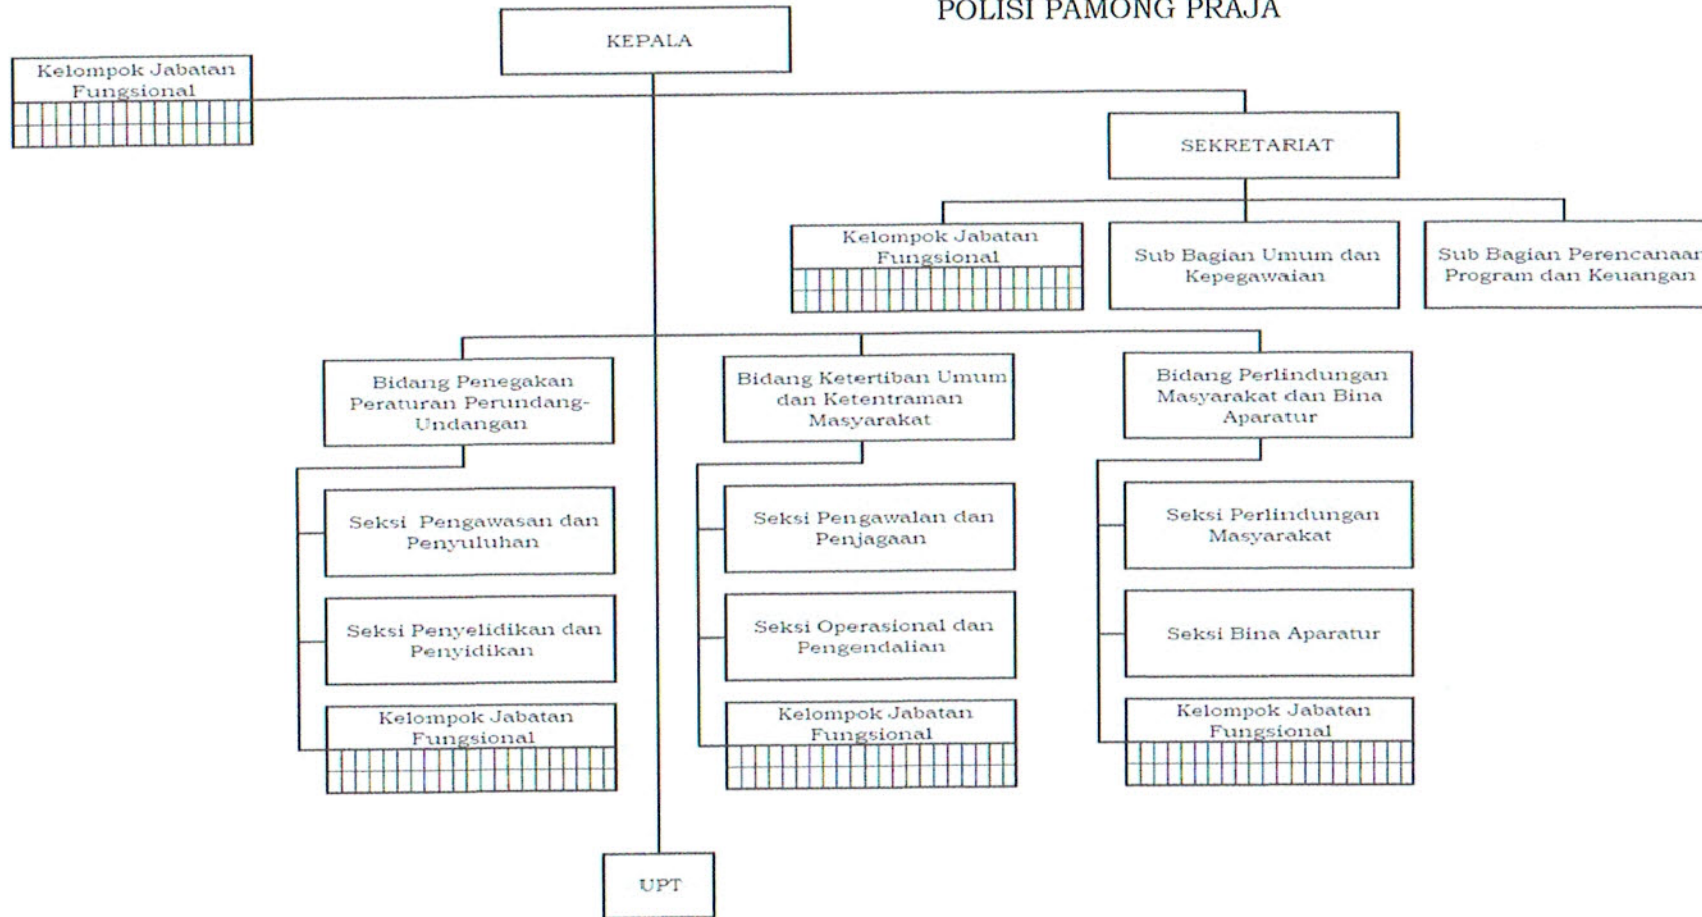 POLISI PAMONG PRAJA
KEPALA
Kelompok Jabatan
Fungsional
SEKRETARIAT
Kelompok Jabatan
Fungsional
Sub Bagian Umum dan
Kepegawaian
Sub Bagian Perencanaan
Program dan Keuangan
Bidang Penegakan
Peraturan Perundang-
Undangan
Bidang Ketertiban Umum
dan Ketentraman
Masyarakat
Bidang Perlindungan
Masyarakat dan Bina
Aparatur
Seksi Pengawasan dan
Penyuluhan
Seksi Pengawalan dan
Penjagaan
Seksi Perlindungan
Masyarakat
Seksi Penyelidikan dan
Penyidikan
Seksi Operasional dan
Pengendalian
Seksi Bina Aparatur
Kelompok Jabatan
Fungsional
Kelompok Jabatan
Fungsional
Kelompok Jabatan
Fungsional
UPT